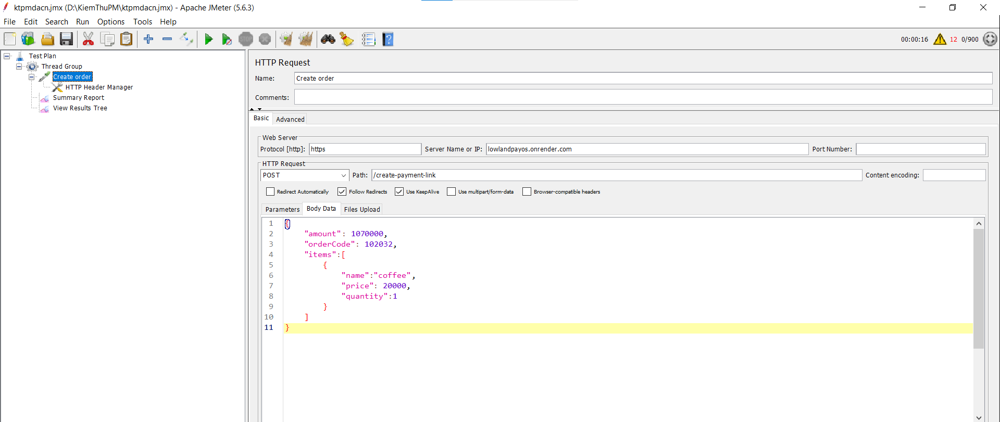 ktpmdacn.jmx (D:\KiemThuPM\ktpmdacn.jmx) - Apache JMeter (5.6.3)
File Edit Search Run Options Tools Help
STOP
00:00:16 12 0/900
Test Plan
Thread Group
Create order
HTTP Header Manager
Summary Report
View Results Tree
HTTP Request
Name: Create order
Comments:
Basic Advanced
Web Server
Protocol [http]: https Server Name or IP: lowlandpayos.onrender.com Port Number:
HTTP Request
POST Path: /create-payment-link Content encoding:
Redirect Automatically Follow Redirects Use KeepAlive Use multipart/form-data Browser-compatible headers
Parameters Body Data Files Upload
1 {
2 "amount": 1070000,
3 "orderCode": 102032,
4 "items":[
5 {
6 "name":"coffee",
7 "price": 20000,
8 "quantity":1
9 }
10 ]
11 }